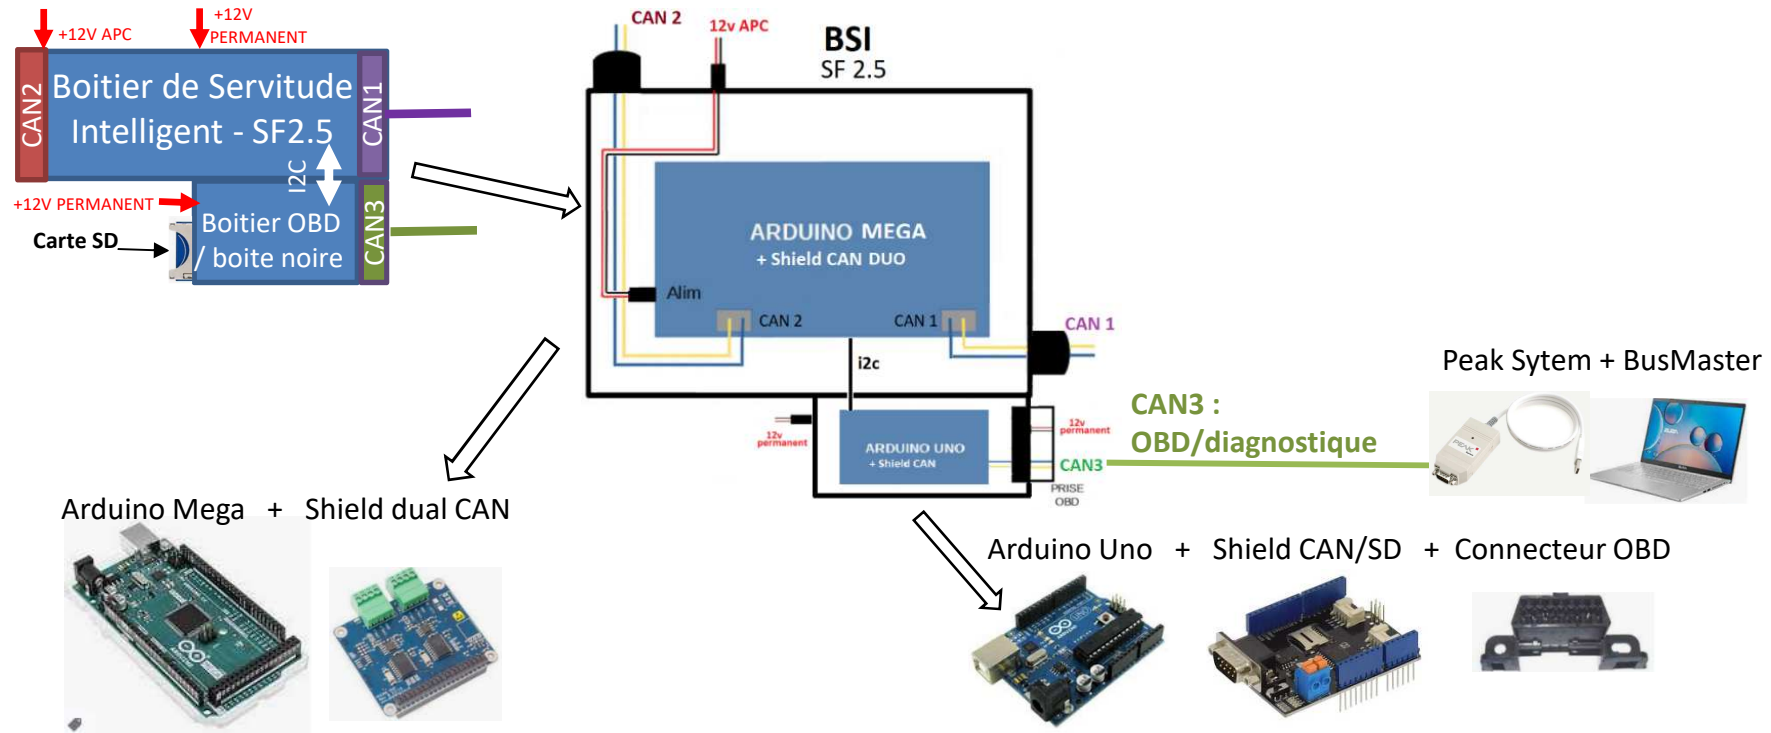 +12V APC
+12V
PERMANENT
CAN2
Boitier de Servitude
Intelligent - SF2.5
CAN1
I2C
+12V PERMANENT
Carte SD
Boitier OBD
/ boite noire
CAN3
CAN 2
12v APC
BSI
SF 2.5
ARDUINO MEGA
+ Shield CAN DUO
Alim
CAN 2
CAN 1
CAN 1
i2c
12v
permanent
ARDUINO UNO
+ Shield CAN
12v
permanent
CAN3
PRISE
OBD
CAN3 :
OBD/diagnostique
Peak Sytem + BusMaster
PEAK
Arduino Mega + Shield dual CAN
Arduino Uno + Shield CAN/SD + Connecteur OBD
UNO